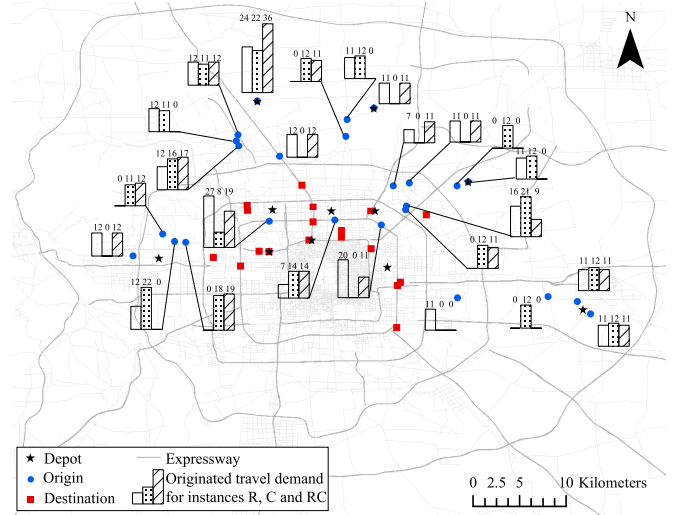 24 22 36
N
12 11 12
0 12 11
11 12 0
11 0 11
12 11 0
12 0 12
7 0 11
11 0 11
0 12 0
12 16 17
11 12 0
0 11 12
27 8 19
16 21 9
12 0 12
7 14 14
20 0 11
0 12 11
11 12 11
12 22 0
0 18 19
11 0 0
0 12 0
11 12 11
Depot
Expressway
Origin
Originated travel demand
Destination
for instances R, C and RC
0 2.5 5 10 Kilometers